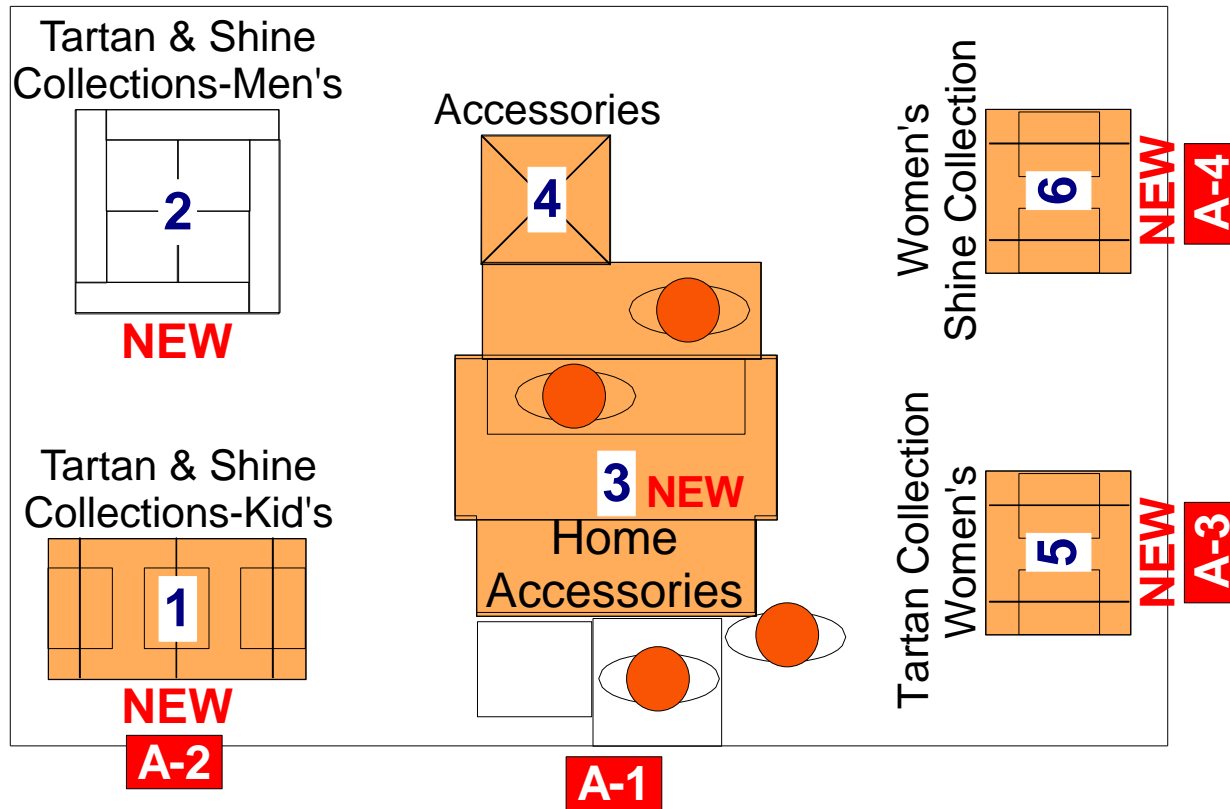 Tartan & Shine
Collections-Men's
2
NEW
Tartan & Shine
Collections-Kid's
1
NEW
A-2
Accessories
4
3
NEW
Home
Accessories
A-1
Women's
Shine Collection
6
NEW
A-4
Tartan Collection
Women's
5
NEW
A-3